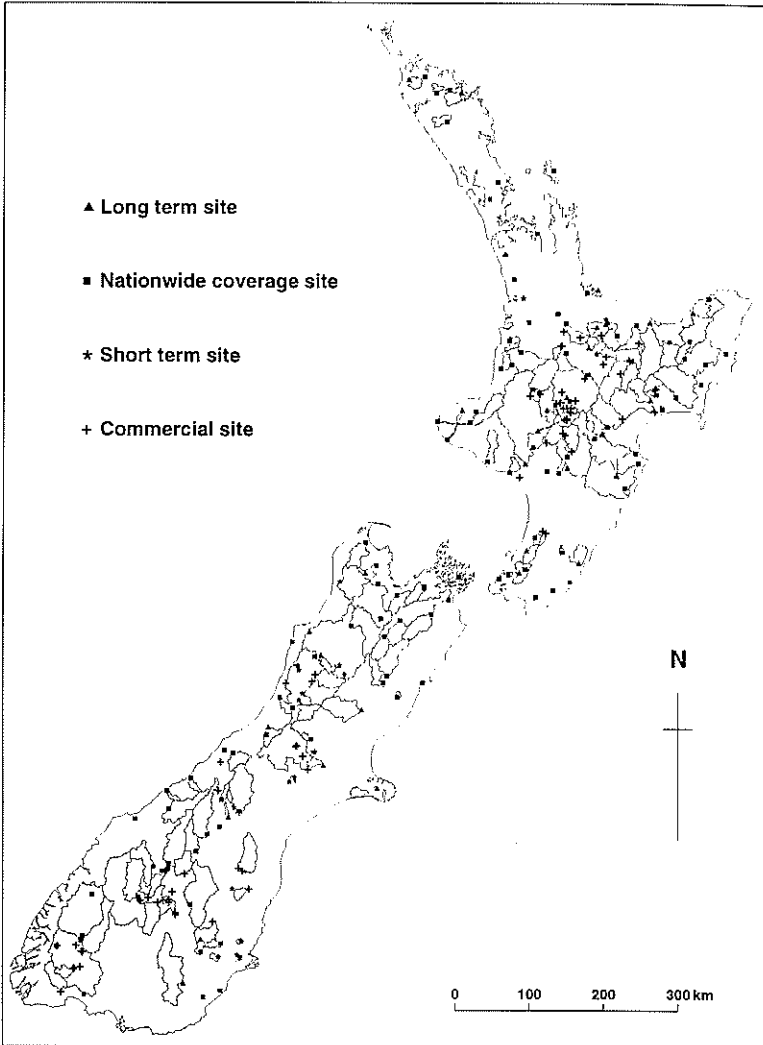 ▲ Long term site
■ Nationwide coverage site
★ Short term site
+ Commercial site
N
0 100 200 300 km